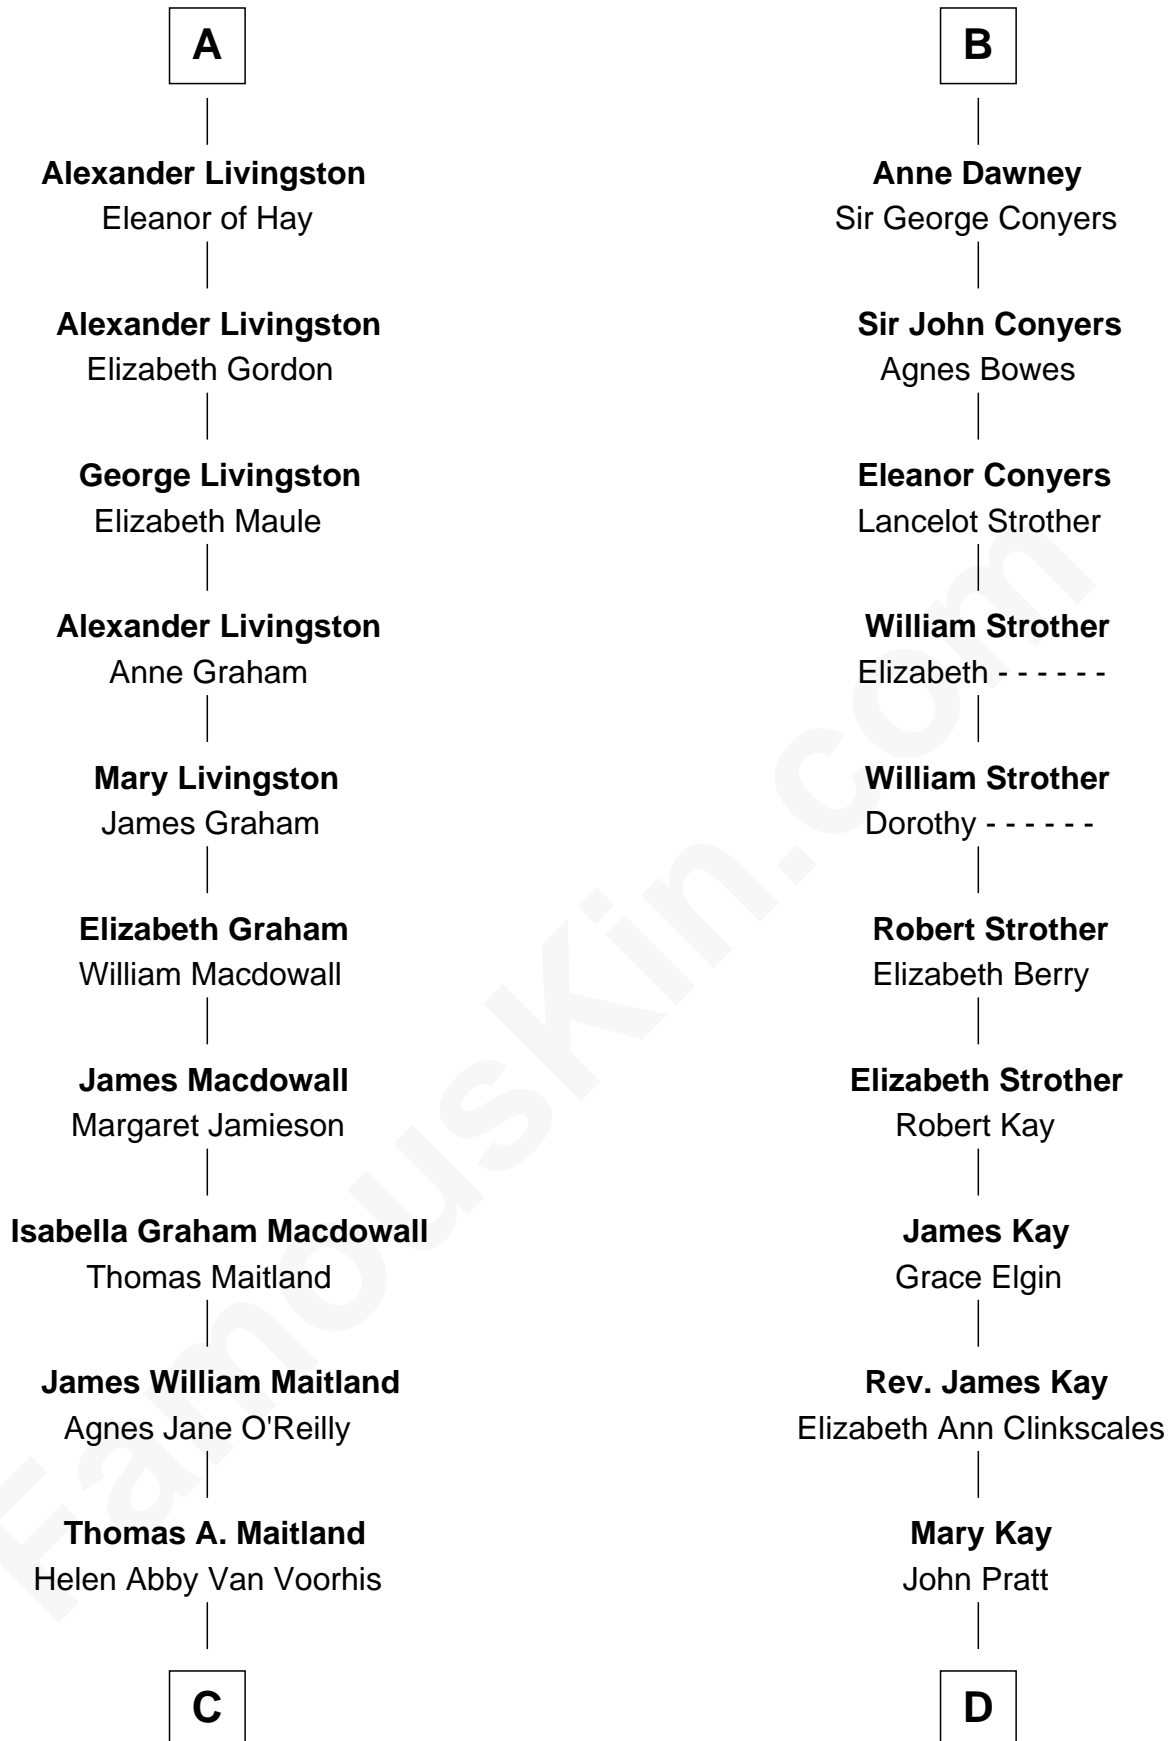 A
Alexander Livingston
Eleanor of Hay
Alexander Livingston
Elizabeth Gordon
George Livingston
Elizabeth Maule
Alexander Livingston
Anne Graham
Mary Livingston
James Graham
Elizabeth Graham
William Macdowall
James Macdowall
Margaret Jamieson
Isabella Graham Macdowall
Thomas Maitland
James William Maitland
Agnes Jane O'Reilly
Thomas A. Maitland
Helen Abby Van Voorhis
C
B
Anne Dawney
Sir George Conyers
Sir John Conyers
Agnes Bowes
Eleanor Conyers
Lancelot Strother
William Strother
Elizabeth - - - - - -
William Strother
Dorothy - - - - - -
Robert Strother
Elizabeth Berry
Elizabeth Strother
Robert Kay
James Kay
Grace Elgin
Rev. James Kay
Elizabeth Ann Clinkscales
Mary Kay
John Pratt
D
FamousKin.com